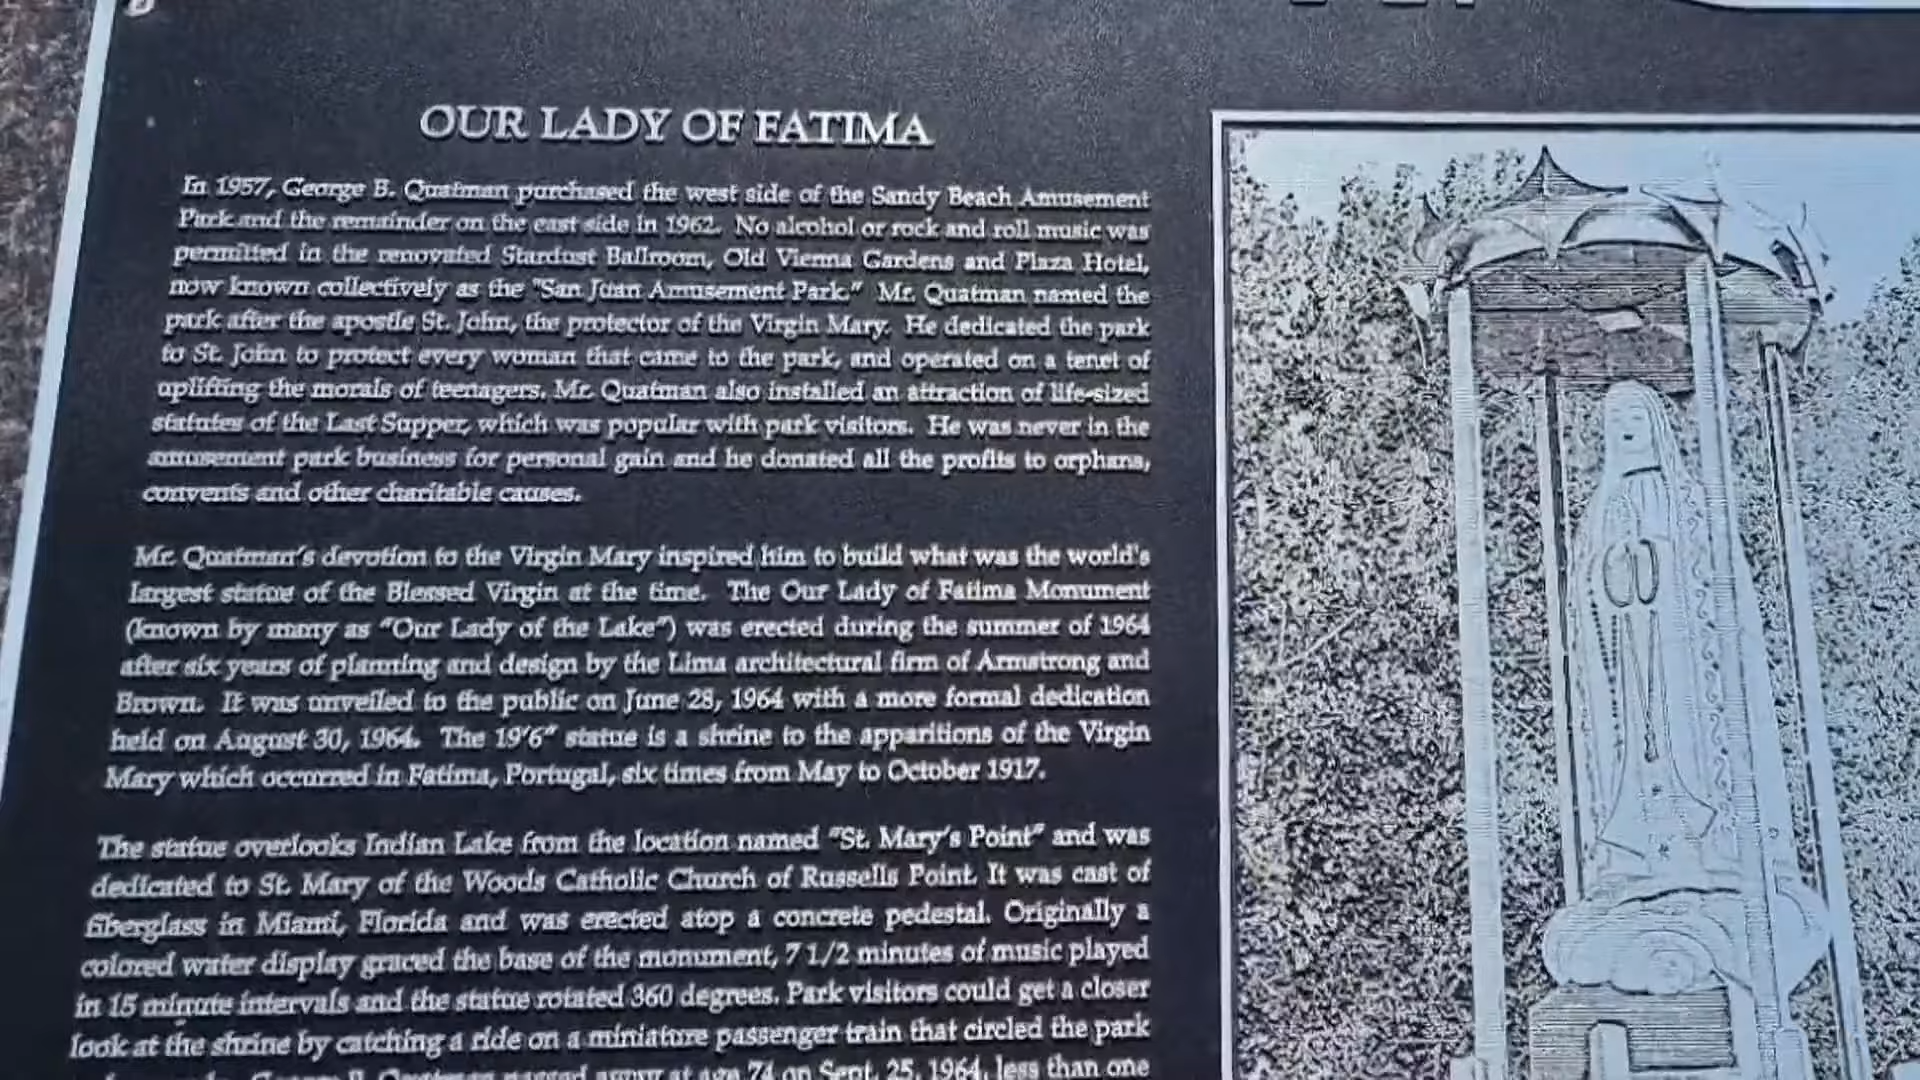 OUR LADY OF FATIMA
In 1957, George B. Quatman purchased the west side of the Sandy Beach Amusement
Park and the remainder on the east side in 1962. No alcohol or rock and roll music was
permitted in the renovated Stardust Ballroom, Old Vienna Gardens and Plaza Hotel,
now known collectively as the "San Juan Amusement Park." Mr. Quatman named the
park after the apostle St. John, the protector of the Virgin Mary. He dedicated the park
to St. John to protect every woman that came to the park, and operated on a tenet of
uplifting the morals of teenagers. Mr. Quatman also installed an attraction of life-sized
statutes of the Last Supper, which was popular with park visitors. He was never in the
amusement park business for personal gain and he donated all the profits to orphans,
convents and other charitable causes.
Mr. Quatman's devotion to the Virgin Mary inspired him to build what was the world's
largest statue of the Blessed Virgin at the time. The Our Lady of Fatima Monument
(known by many as "Our Lady of the Lake") was erected during the summer of 1964
after six years of planning and design by the Lima architectural firm of Armstrong and
Brown. It was unveiled to the public on June 28, 1964 with a more formal dedication
held on August 30, 1964. The 19'6" statue is a shrine to the apparitions of the Virgin
Mary which occurred in Fatima, Portugal, six times from May to October 1917.
The statue overlooks Indian Lake from the location named "St. Mary's Point" and was
dedicated to St. Mary of the Woods Catholic Church of Russells Point. It was cast of
fiberglass in Miami, Florida and was erected atop a concrete pedestal. Originally a
colored water display graced the base of the monument, 7 1/2 minutes of music played
in 15 minute intervals and the statue rotated 360 degrees. Park visitors could get a closer
look at the shrine by catching a ride on a miniature passenger train that circled the park
George B. Quatman passed away at age 74 on Sept. 25, 1964, less than one